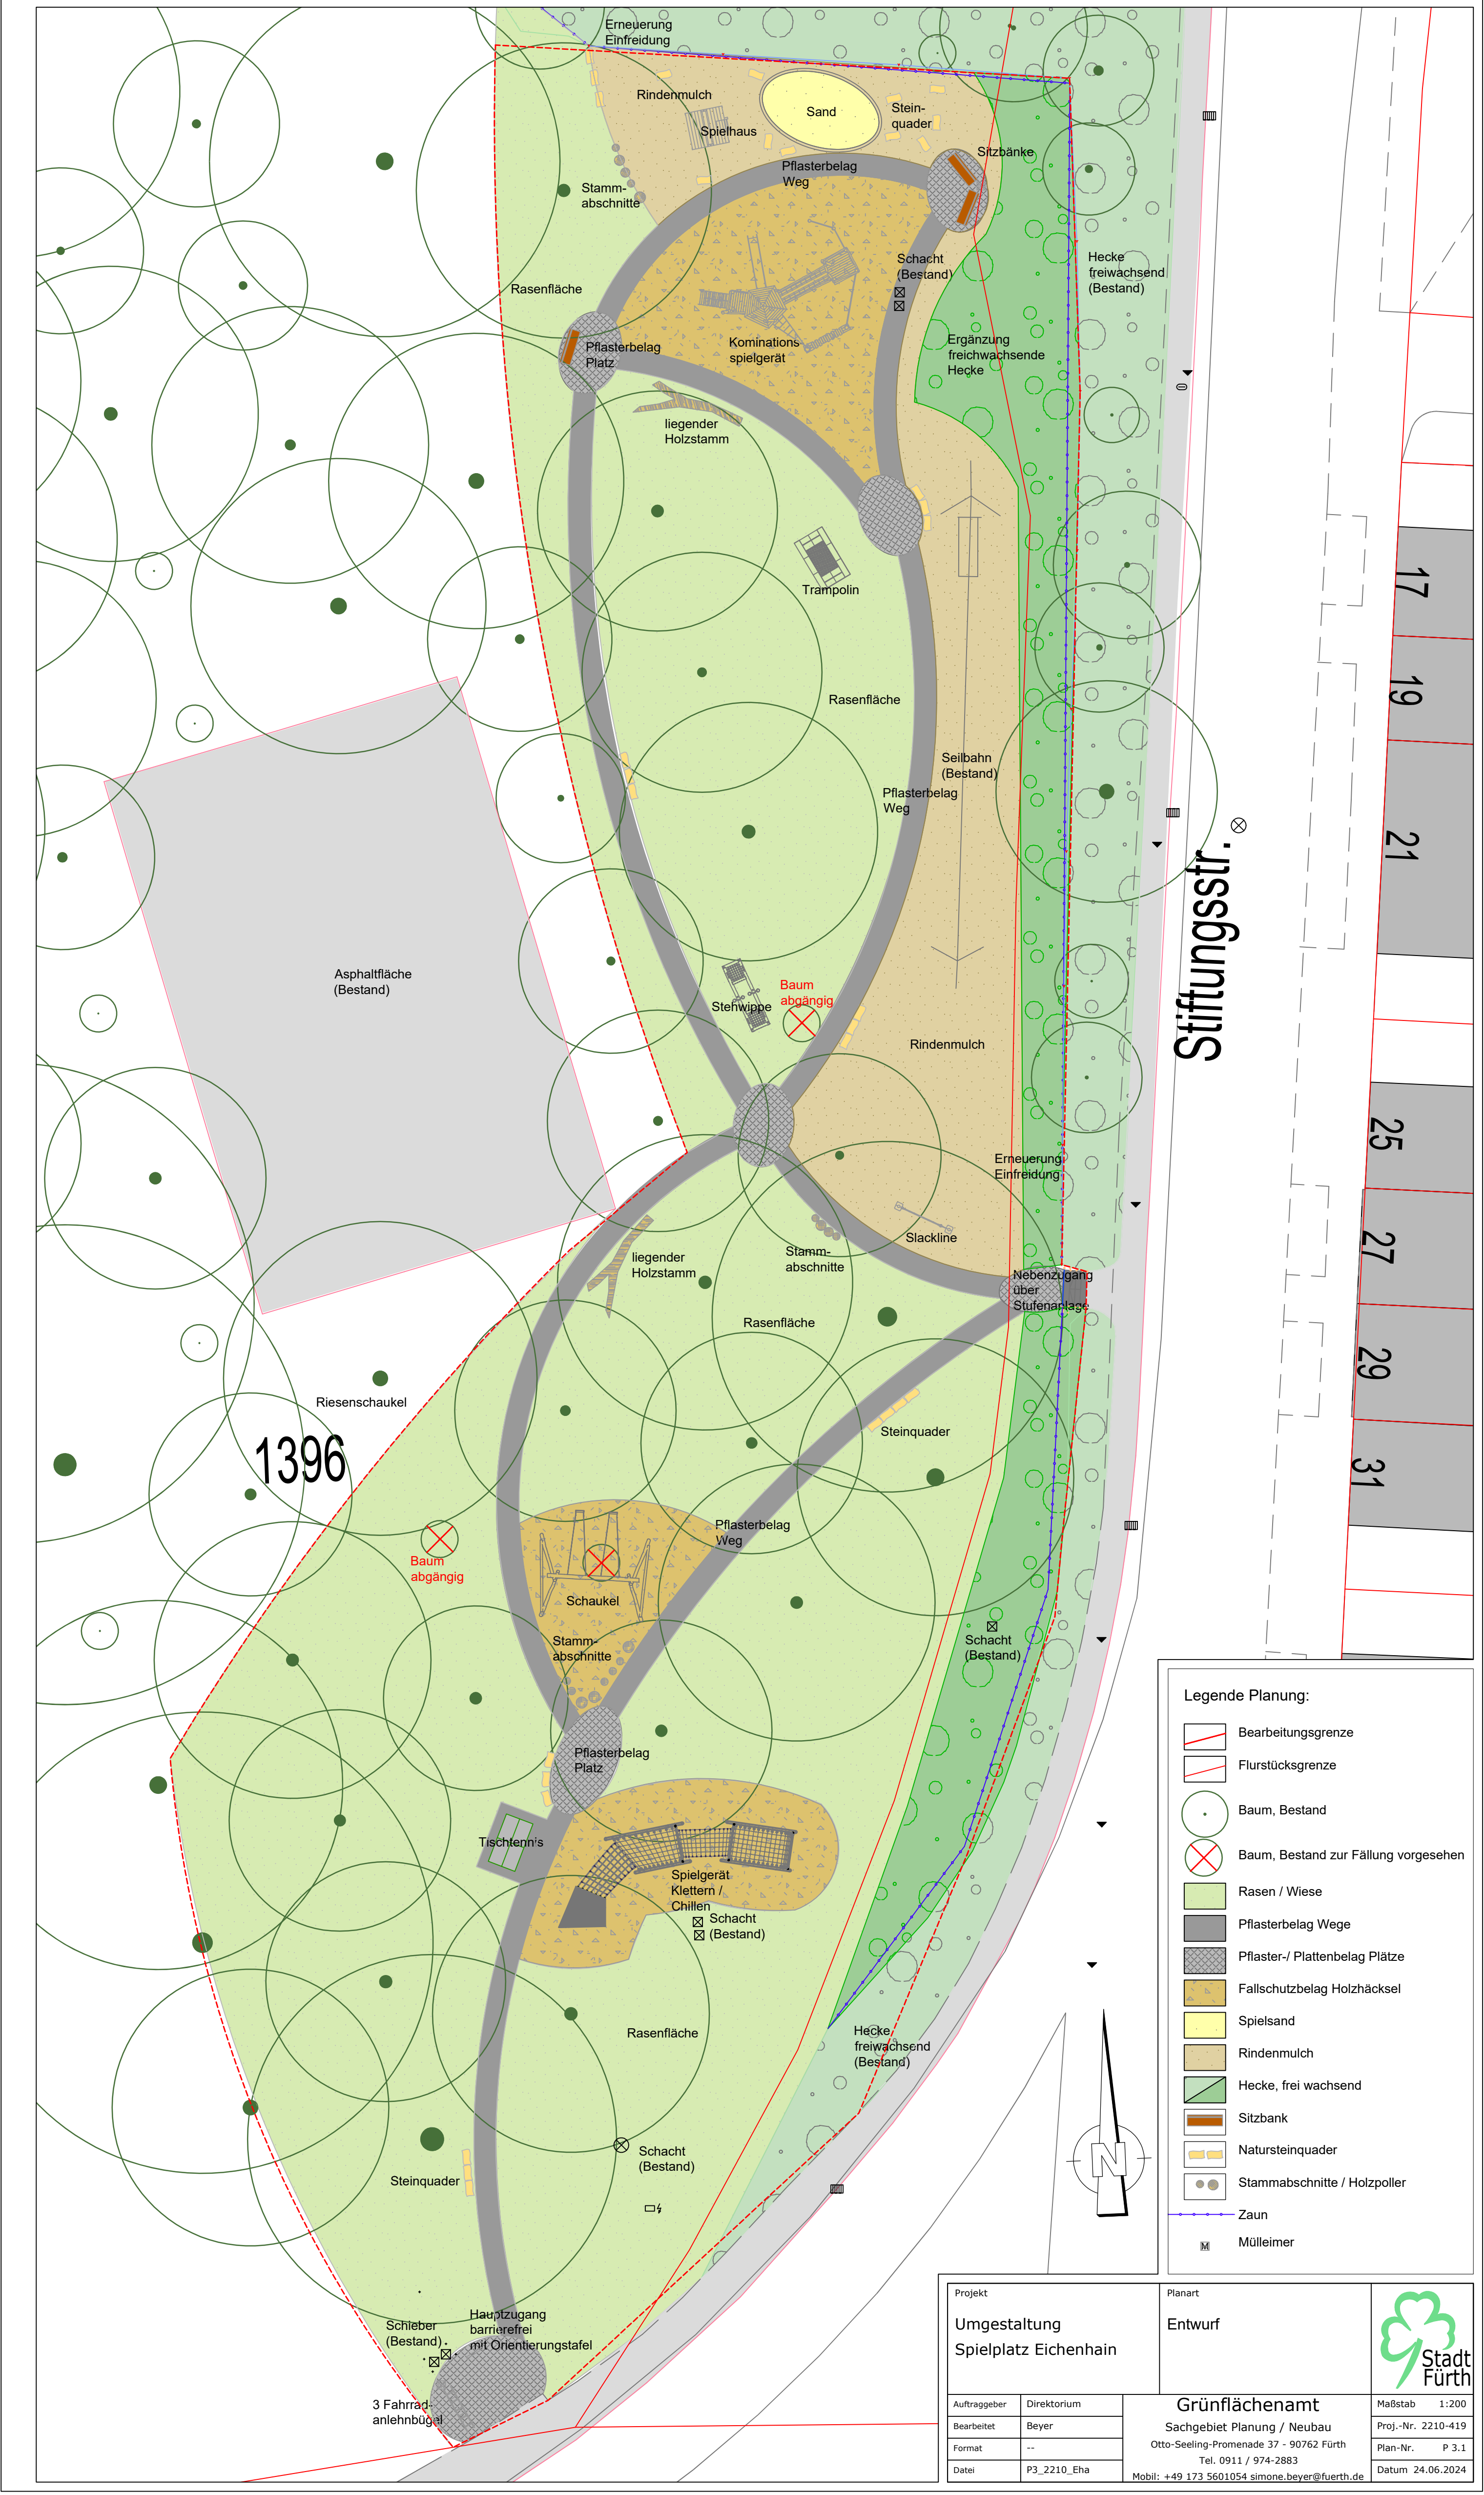 Erneuerung
Einfreidung
Rindenmulch
Sand
Stein-
quader
Spielhaus
Sitzbänke
Pflasterbelag
Weg
Stamm-
abschnitte
Schacht
(Bestand)
Hecke
freiwachsend
(Bestand)
Rasenfläche
Pflasterbelag
Platz
Kominations
spielgerät
Ergänzung
freichwachsende
Hecke
liegender
Holzstamm
Trampolin
17
19
21
25
27
29
31
Rasenfläche
Seilbahn
(Bestand)
Pflasterbelag
Weg
Stiftungsstr.
Asphaltfläche
(Bestand)
Baum
abgängig
Stehwippe
Rindenmulch
Erneuerung
Einfreidung
Slackline
Stamm-
abschnitte
liegender
Holzstamm
Nebenzugang
über
Stufenanlage
Rasenfläche
Riesenschaukel
1396
Steinquader
Pflasterbelag
Weg
Baum
abgängig
Schaukel
Stamm-
abschnitte
Schacht
(Bestand)
Pflasterbelag
Platz
Tischtennis
Spielgerät
Klettern /
Chillen
Schacht
(Bestand)
Rasenfläche
Hecke
freiwachsend
(Bestand)
Schacht
(Bestand)
Steinquader
N
Schieber
(Bestand)
Hauptzugang
barrierefrei
mit Orientierungstafel
3 Fahrrad-
anlehnbügel
Legende Planung:
Bearbeitungsgrenze
Flurstücksgrenze
Baum, Bestand
Baum, Bestand zur Fällung vorgesehen
Rasen / Wiese
Pflasterbelag Wege
Pflaster-/ Plattenbelag Plätze
Fallschutzbelag Holzhäcksel
Spielsand
Rindenmulch
Hecke, frei wachsend
Sitzbank
Natursteinquader
Stammabschnitte / Holzpoller
Zaun
M Mülleimer
Projekt
Umgestaltung
Spielplatz Eichenhain
Planart
Entwurf
Stadt
Fürth
Auftraggeber Direktorium
Bearbeitet Beyer
Format --
Datei P3_2210_Eha
Grünflächenamt
Sachgebiet Planung / Neubau
Otto-Seeling-Promenade 37 - 90762 Fürth
Tel. 0911 / 974-2883
Mobil: +49 173 5601054 simone.beyer@fuerth.de
Maßstab 1:200
Proj.-Nr. 2210-419
Plan-Nr. P 3.1
Datum 24.06.2024